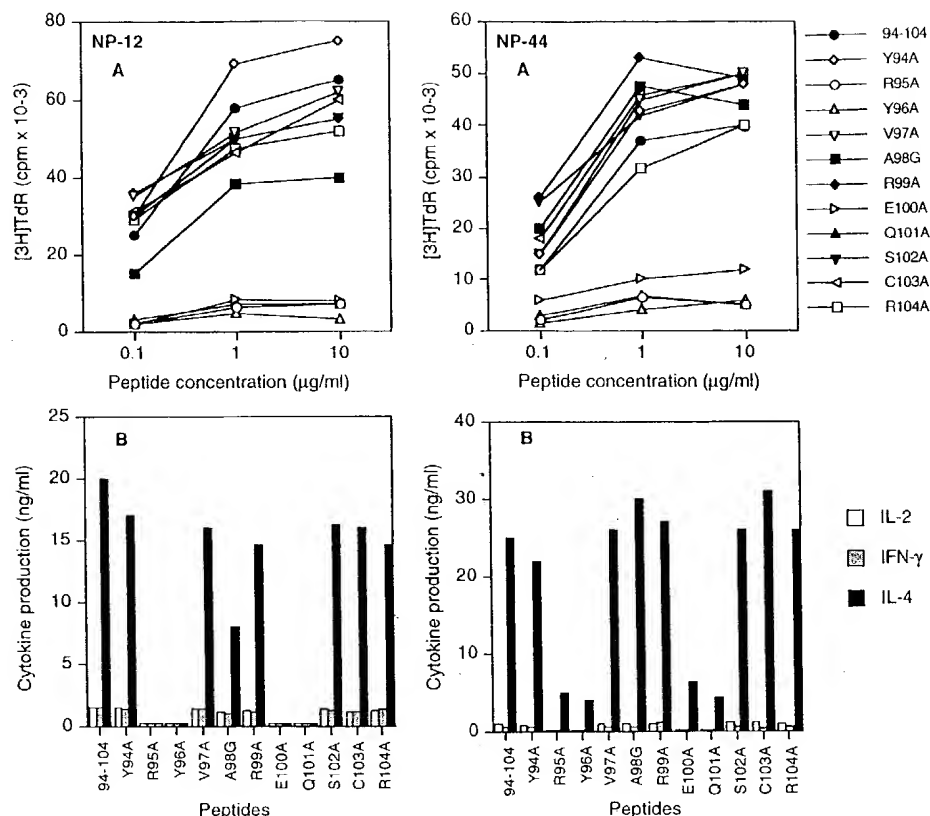 NP-12
A
[3H]TdR (cpm x 10-3)
80
60
40
20
0
0.1
1
10
Peptide concentration (µg/ml)
NP-44
A
[3H]TdR (cpm x 10-3)
60
50
40
30
20
10
0
0.1
1
10
Peptide concentration (µg/ml)
94-104
Y94A
R95A
Y96A
V97A
A98G
R99A
E100A
Q101A
S102A
C103A
R104A
B
Cytokine production (ng/ml)
25
20
15
10
5
0
94-104
Y94A
R95A
Y96A
V97A
A98G
R99A
E100A
Q101A
S102A
C103A
R104A
Peptides
B
Cytokine production (ng/ml)
40
30
20
10
0
94-104
Y94A
R95A
Y96A
V97A
A98G
R99A
E100A
Q101A
S102A
C103A
R104A
Peptides
IL-2
IFN-γ
IL-4